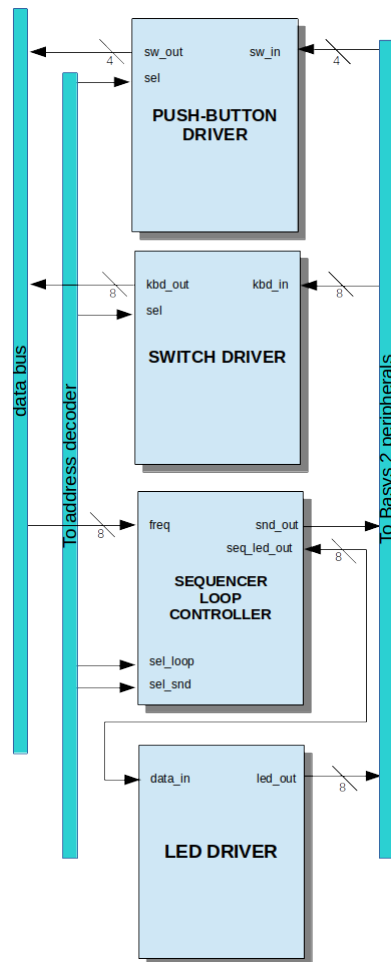 sw_out
sw_in
4
4
sel
PUSH-BUTTON
DRIVER
kbd_out
kbd_in
8
8
sel
SWITCH DRIVER
data bus
To address decoder
To Basys 2 peripherals
freq
snd_out
8
seq_led_out
8
SEQUENCER
LOOP
CONTROLLER
sel_loop
sel_snd
data_in
led_out
8
LED DRIVER